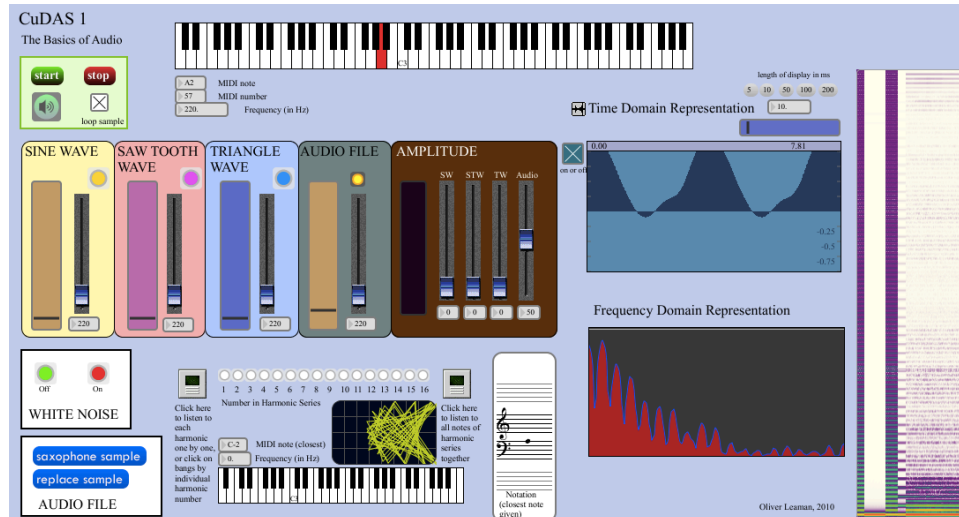 CuDAS 1
The Basics of Audio
start
stop
loop sample
C3
A2 MIDI note
57 MIDI number
220. Frequency (in Hz)
length of display in ms
5 10 50 100 200
Time Domain Representation
10.
SINE WAVE
SAW TOOTH
WAVE
TRIANGLE
WAVE
AUDIO FILE
AMPLITUDE
SW STW TW Audio
220
220
220
220
0 0 0 50
on or off
0.00 7.81
-0.25
-0.5
-0.75
Frequency Domain Representation
Off On
WHITE NOISE
saxophone sample
replace sample
AUDIO FILE
Click here
to listen to
each
harmonic
one by one,
or click on
bangs by
individual
harmonic
number
1 2 3 4 5 6 7 8 9 10 11 12 13 14 15 16
Number in Harmonic Series
C-2 MIDI note (closest)
0. Frequency (in Hz)
C3
Click here
to listen to
all notes of
harmonic
series
together
Notation
(closest note
given)
Oliver Leaman, 2010